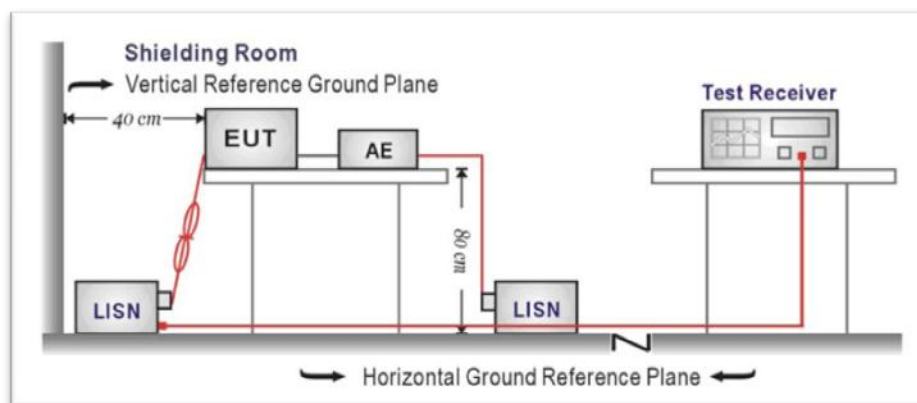 Shielding Room
Vertical Reference Ground Plane
40 cm
Test Receiver
EUT
AE
80 cm
LISN
LISN
Horizontal Ground Reference Plane